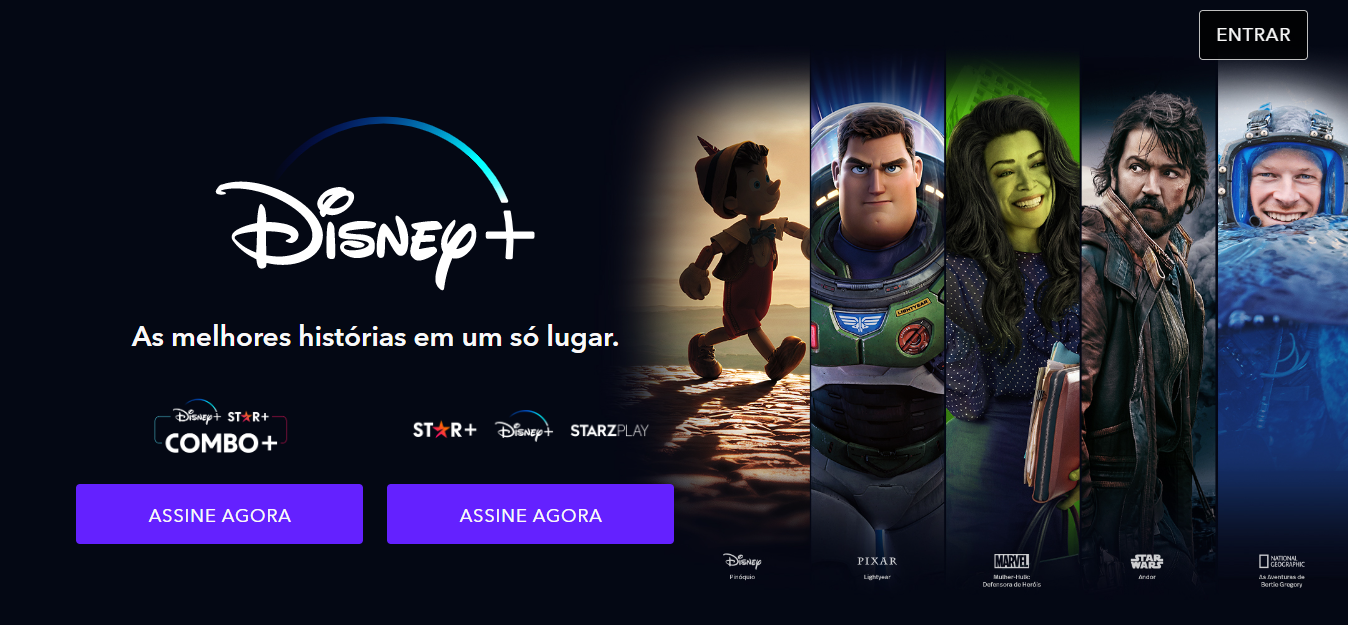 ENTRAR
Disney+
As melhores histórias em um só lugar.
Disney+ STAR+
COMBO+
STAR+ Disney+ STARZPLAY
ASSINE AGORA
ASSINE AGORA
LIGHTYEAR
Disney
Pinóquio
PIXAR
Lightyear
MARVEL
Mulher-Hulk:
Defensora de Heróis
STAR
WARS
Andor
NATIONAL
GEOGRAPHIC
As Aventuras de
Bertie Gregory